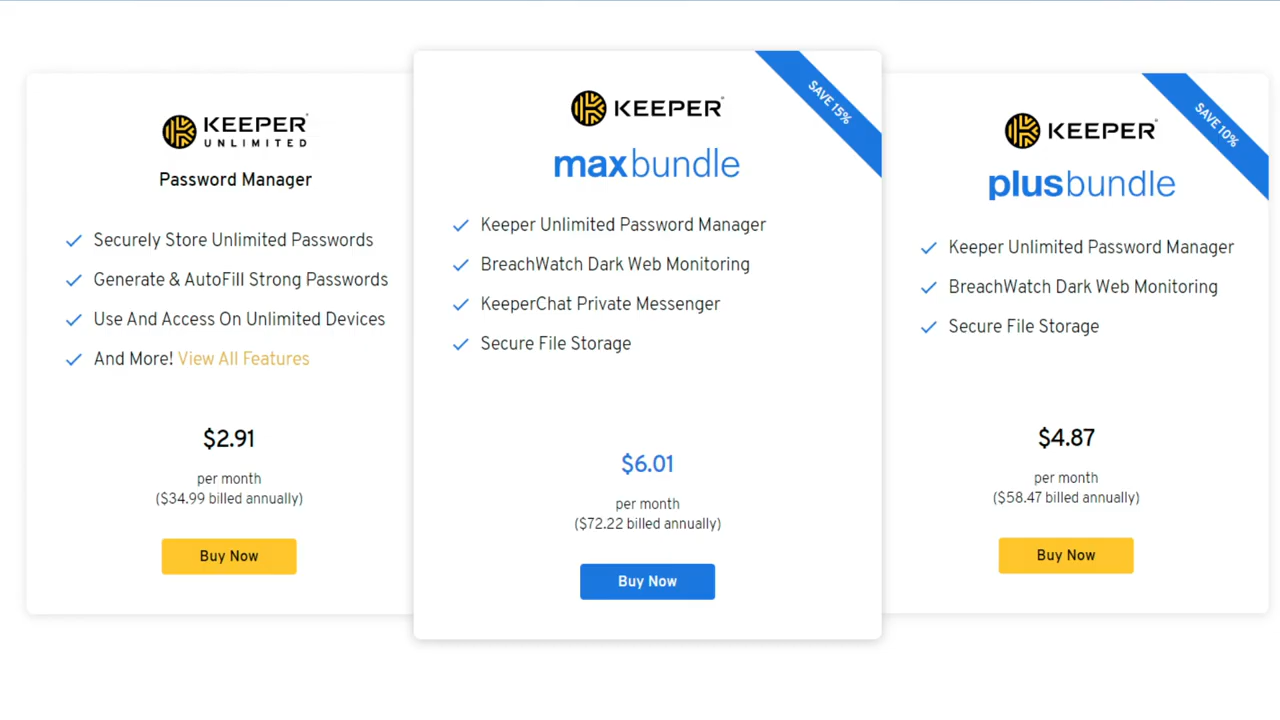 KEEPER
UNLIMITED
Password Manager
Securely Store Unlimited Passwords
Generate & AutoFill Strong Passwords
Use And Access On Unlimited Devices
And More! View All Features
$2.91
per month
($34.99 billed annually)
Buy Now
SAVE 15%
KEEPER
maxbundle
Keeper Unlimited Password Manager
BreachWatch Dark Web Monitoring
KeeperChat Private Messenger
Secure File Storage
$6.01
per month
($72.22 billed annually)
Buy Now
SAVE 10%
KEEPER
plusbundle
Keeper Unlimited Password Manager
BreachWatch Dark Web Monitoring
Secure File Storage
$4.87
per month
($58.47 billed annually)
Buy Now